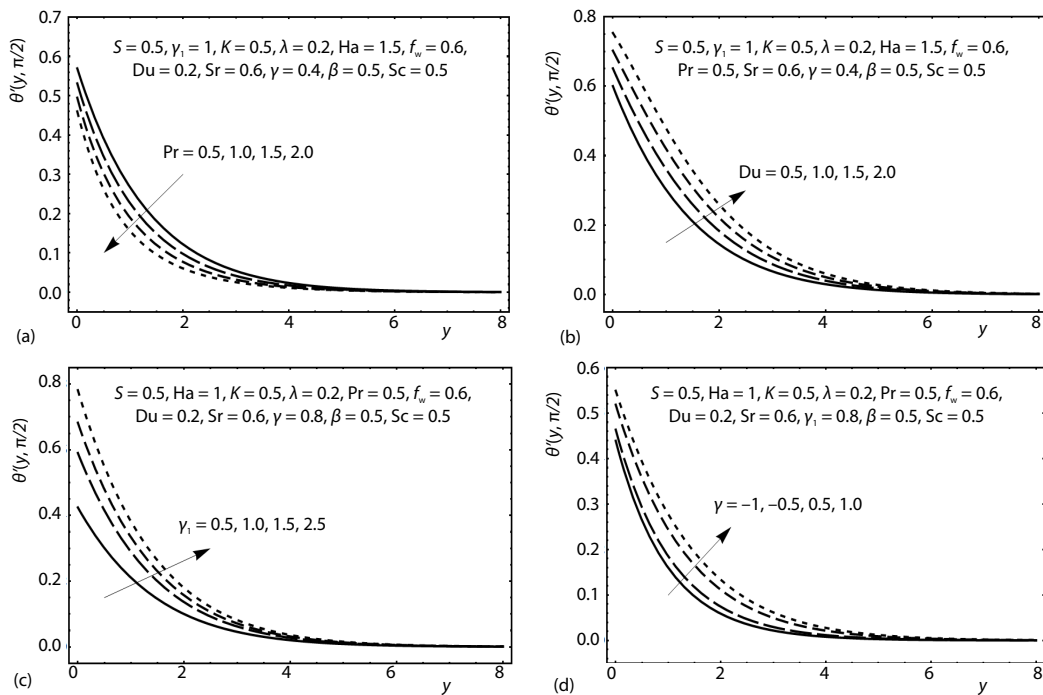 0.7
0.6
0.5
0.4
0.3
0.2
0.1
0.0
θ′(y, π/2)
S = 0.5, γ₁ = 1, K = 0.5, λ = 0.2, Ha = 1.5, f_w = 0.6,
Du = 0.2, Sr = 0.6, γ = 0.4, β = 0.5, Sc = 0.5
Pr = 0.5, 1.0, 1.5, 2.0
0 2 4 6 8
y
(a)
0.8
0.6
0.4
0.2
0.0
θ′(y, π/2)
S = 0.5, γ₁ = 1, K = 0.5, λ = 0.2, Ha = 1.5, f_w = 0.6,
Pr = 0.5, Sr = 0.6, γ = 0.4, β = 0.5, Sc = 0.5
Du = 0.5, 1.0, 1.5, 2.0
0 2 4 6 8
y
(b)
0.8
0.6
0.4
0.2
0.0
θ′(y, π/2)
S = 0.5, Ha = 1, K = 0.5, λ = 0.2, Pr = 0.5, f_w = 0.6,
Du = 0.2, Sr = 0.6, γ = 0.8, β = 0.5, Sc = 0.5
γ₁ = 0.5, 1.0, 1.5, 2.5
0 2 4 6 8
y
(c)
0.6
0.5
0.4
0.3
0.2
0.1
0.0
θ′(y, π/2)
S = 0.5, Ha = 1, K = 0.5, λ = 0.2, Pr = 0.5, f_w = 0.6,
Du = 0.2, Sr = 0.6, γ₁ = 0.8, β = 0.5, Sc = 0.5
γ = −1, −0.5, 0.5, 1.0
0 2 4 6 8
y
(d)